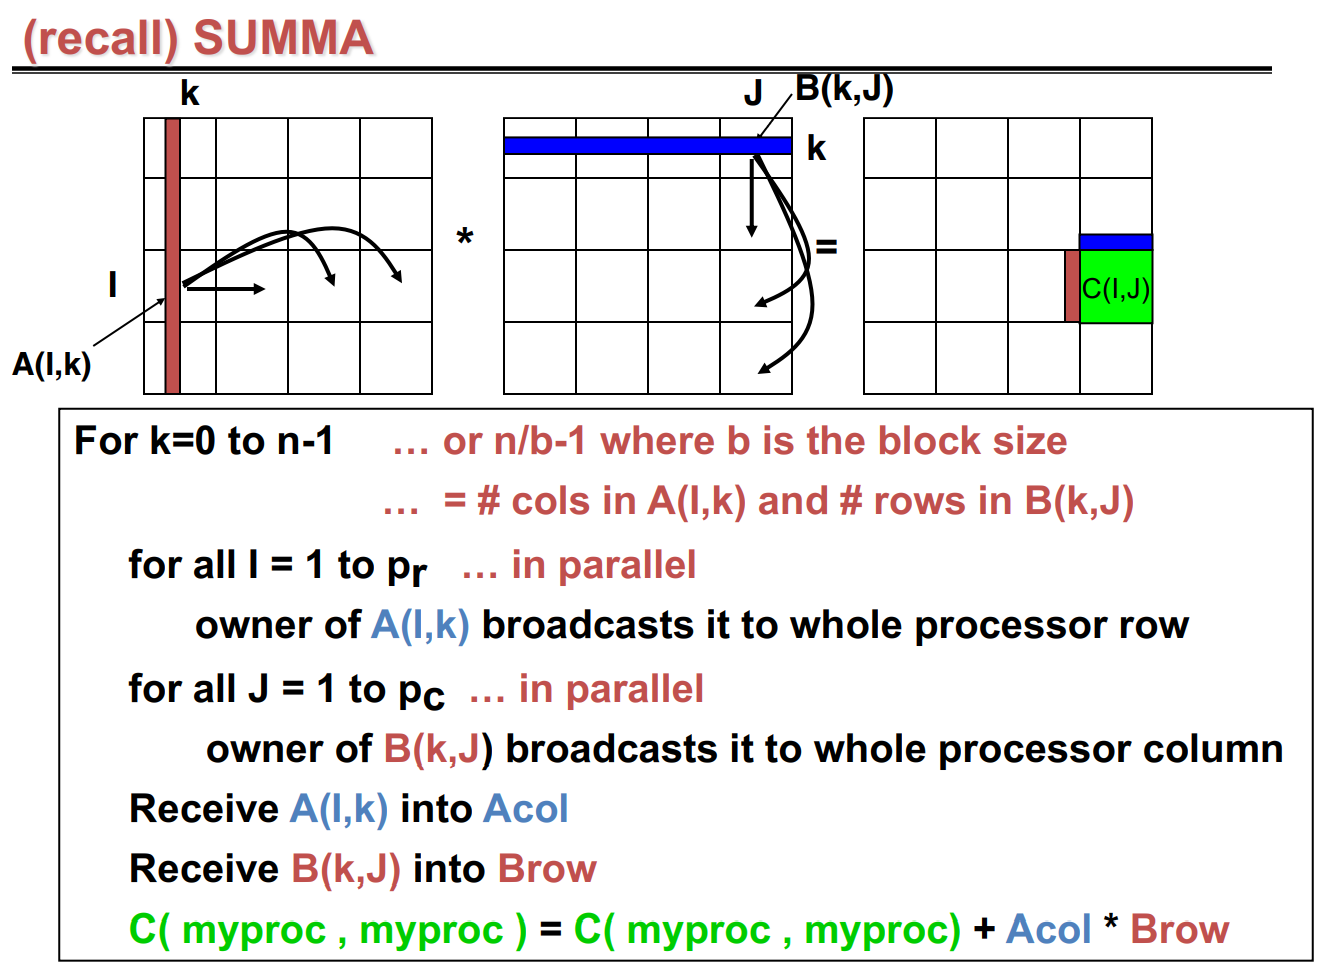 (recall) SUMMA
k
J
B(k,J)
k
*
=
I
C(I,J)
A(I,k)
For k=0 to n-1 … or n/b-1 where b is the block size
… = # cols in A(I,k) and # rows in B(k,J)
for all I = 1 to pr … in parallel
owner of A(I,k) broadcasts it to whole processor row
for all J = 1 to pc … in parallel
owner of B(k,J) broadcasts it to whole processor column
Receive A(I,k) into Acol
Receive B(k,J) into Brow
C( myproc , myproc ) = C( myproc , myproc) + Acol * Brow